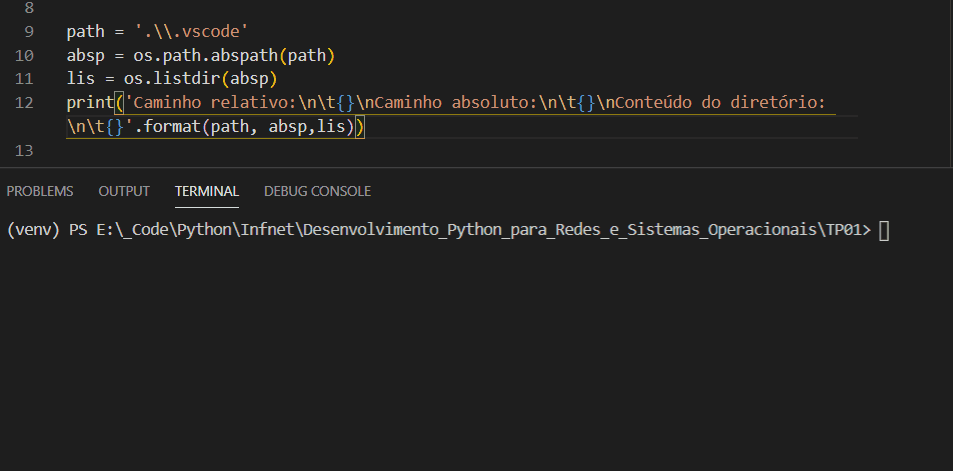 8
9 path = '.\\.vscode'
10 absp = os.path.abspath(path)
11 lis = os.listdir(absp)
12 print('Caminho relativo:\n\t{}\nCaminho absoluto:\n\t{}\nConteúdo do diretório:
\n\t{}'.format(path, absp,lis))
13
PROBLEMS OUTPUT TERMINAL DEBUG CONSOLE
(venv) PS E:\_Code\Python\Infnet\Desenvolvimento_Python_para_Redes_e_Sistemas_Operacionais\TP01>